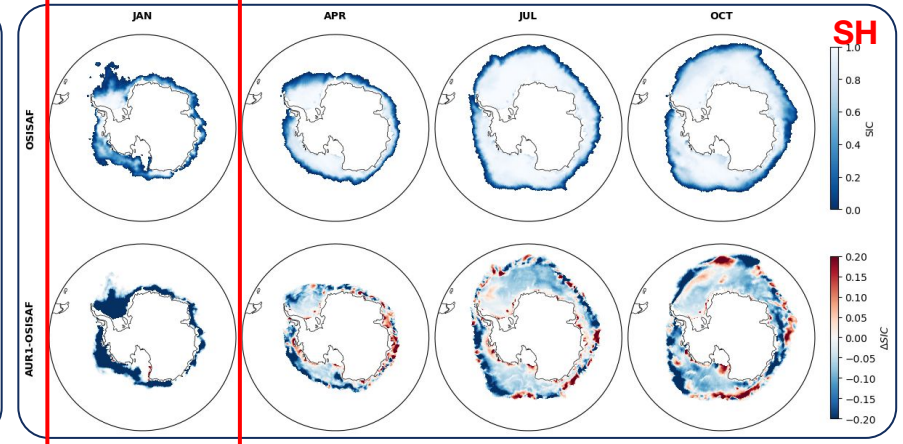 JAN
APR
JUL
OCT
SH
OSISAF
1.0
0.8
0.6
0.4
0.2
0.0
SIC
AUR1-OSISAF
0.20
0.15
0.10
0.05
0.00
−0.05
−0.10
−0.15
−0.20
ΔSIC